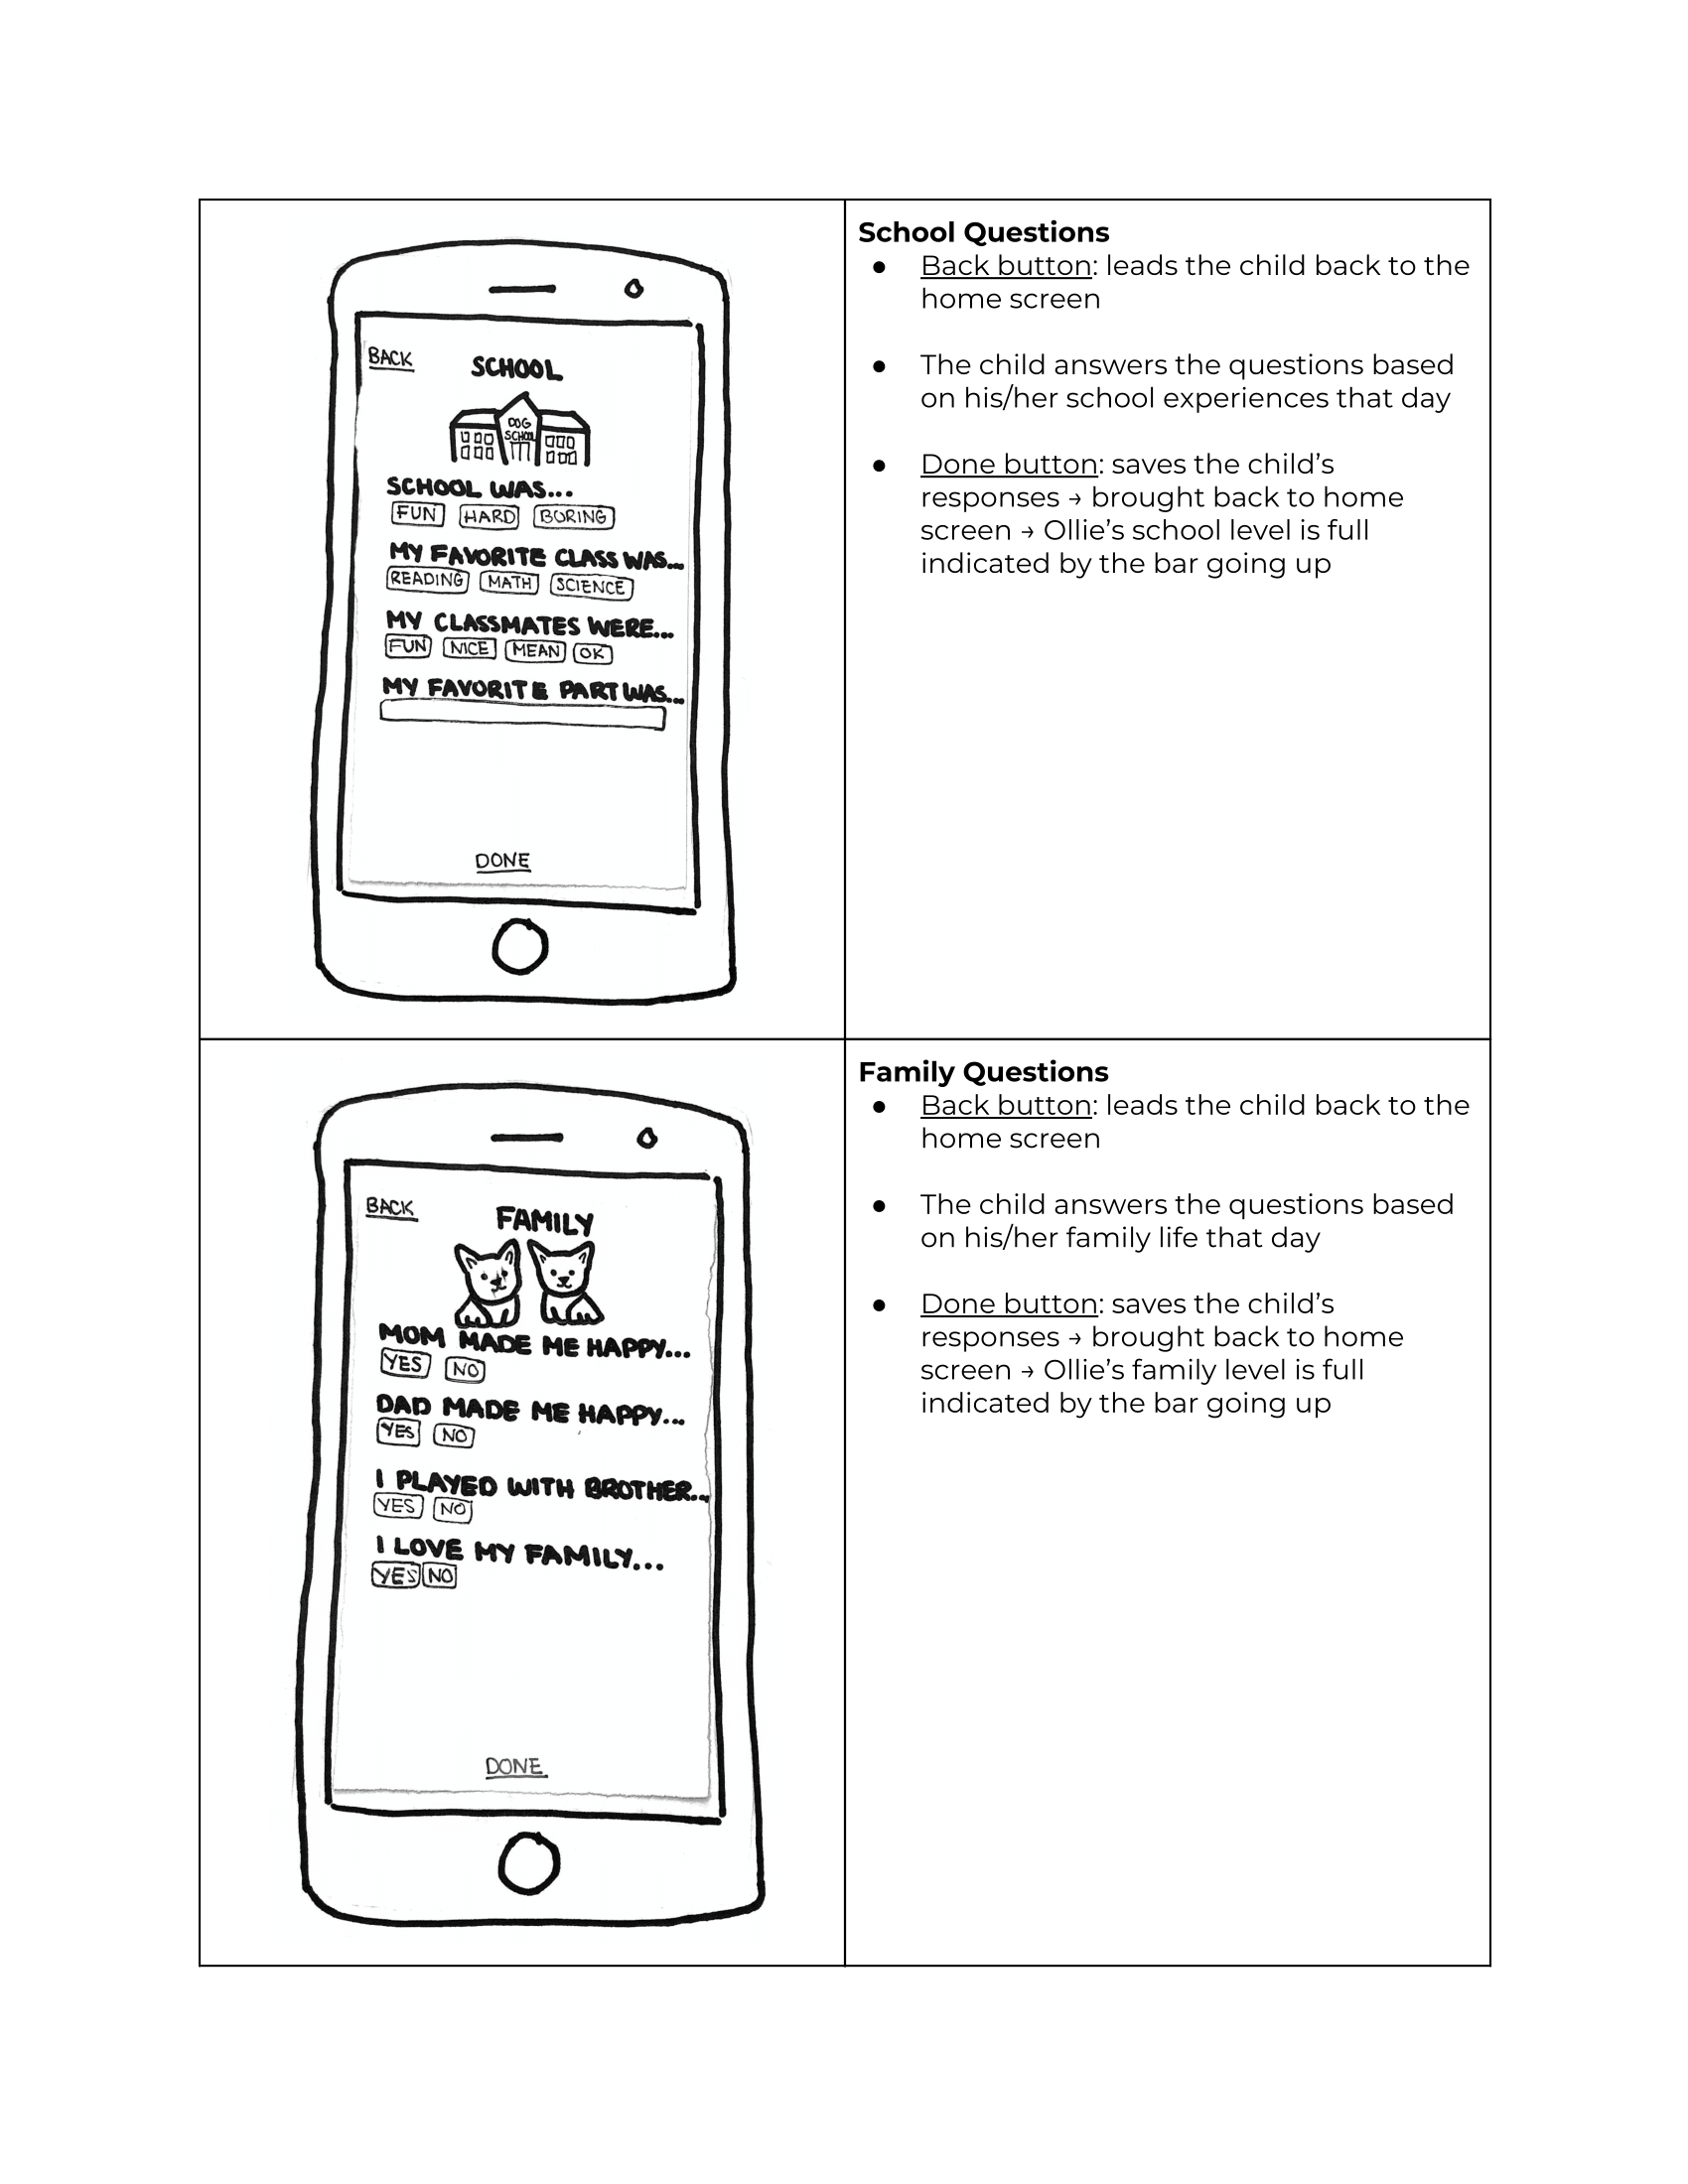 BACK
SCHOOL
DOG
SCHOOL
SCHOOL WAS...
FUN HARD BORING
MY FAVORITE CLASS WAS...
READING MATH SCIENCE
MY CLASSMATES WERE...
FUN NICE MEAN OK
MY FAVORITE PART WAS...
DONE
School Questions
● Back button: leads the child back to the
home screen
● The child answers the questions based
on his/her school experiences that day
● Done button: saves the child’s
responses → brought back to home
screen → Ollie’s school level is full
indicated by the bar going up
BACK
FAMILY
MOM MADE ME HAPPY...
YES NO
DAD MADE ME HAPPY...
YES NO
I PLAYED WITH BROTHER...
YES NO
I LOVE MY FAMILY...
YES NO
DONE
Family Questions
● Back button: leads the child back to the
home screen
● The child answers the questions based
on his/her family life that day
● Done button: saves the child’s
responses → brought back to home
screen → Ollie’s family level is full
indicated by the bar going up